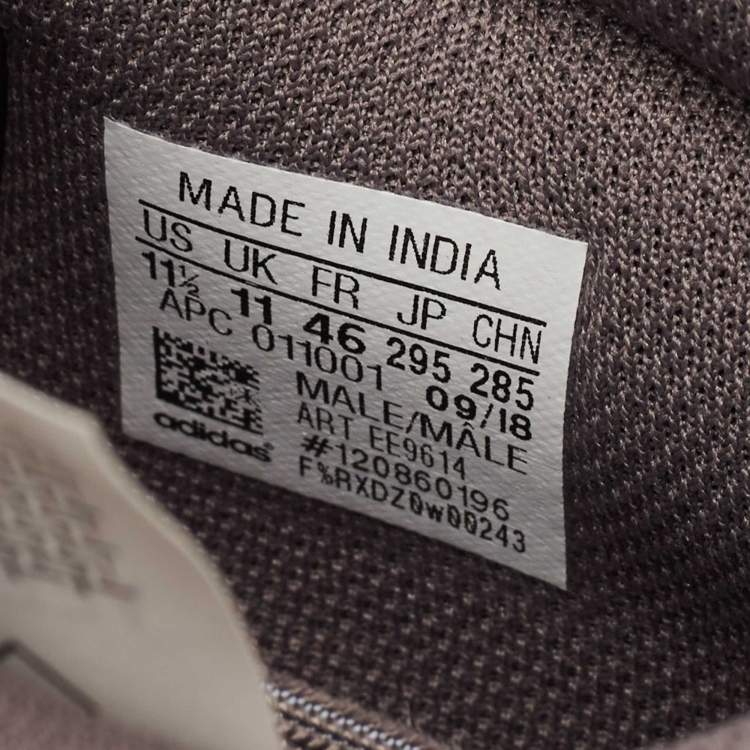 MADE IN INDIA
US UK FR JP CHN
11½ 11 46 295 285
APC 011001 09/18
MALE/MÂLE
ART EE9614
#120860196
F%RXDZ0w00243
adidas